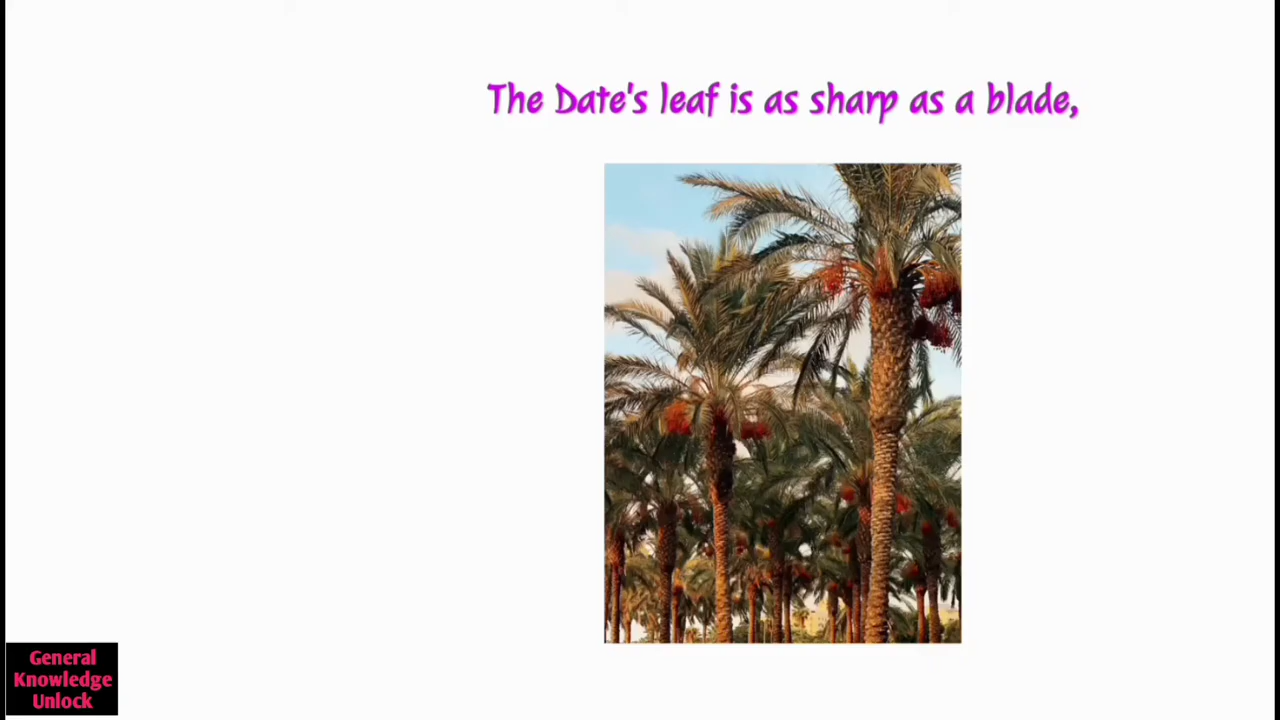 The Date's leaf is as sharp as a blade,
General
Knowledge
Unlock